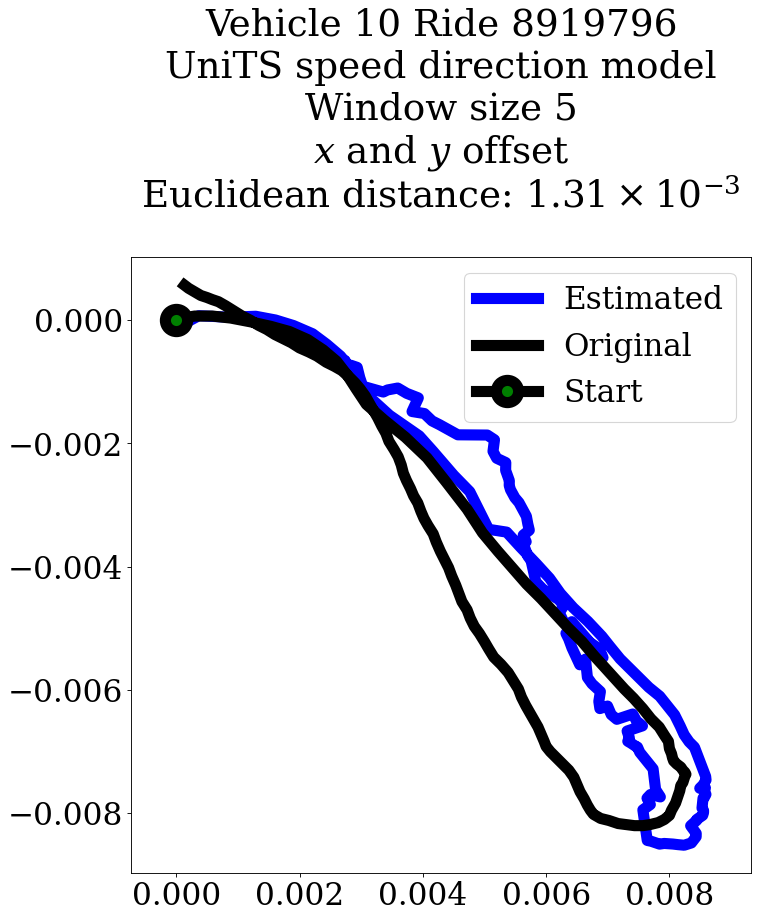 Vehicle 10 Ride 8919796
UniTS speed direction model
Window size 5
x and y offset
Euclidean distance: 1.31 × 10⁻³
Estimated
Original
Start
0.000
−0.002
−0.004
−0.006
−0.008
0.000 0.002 0.004 0.006 0.008